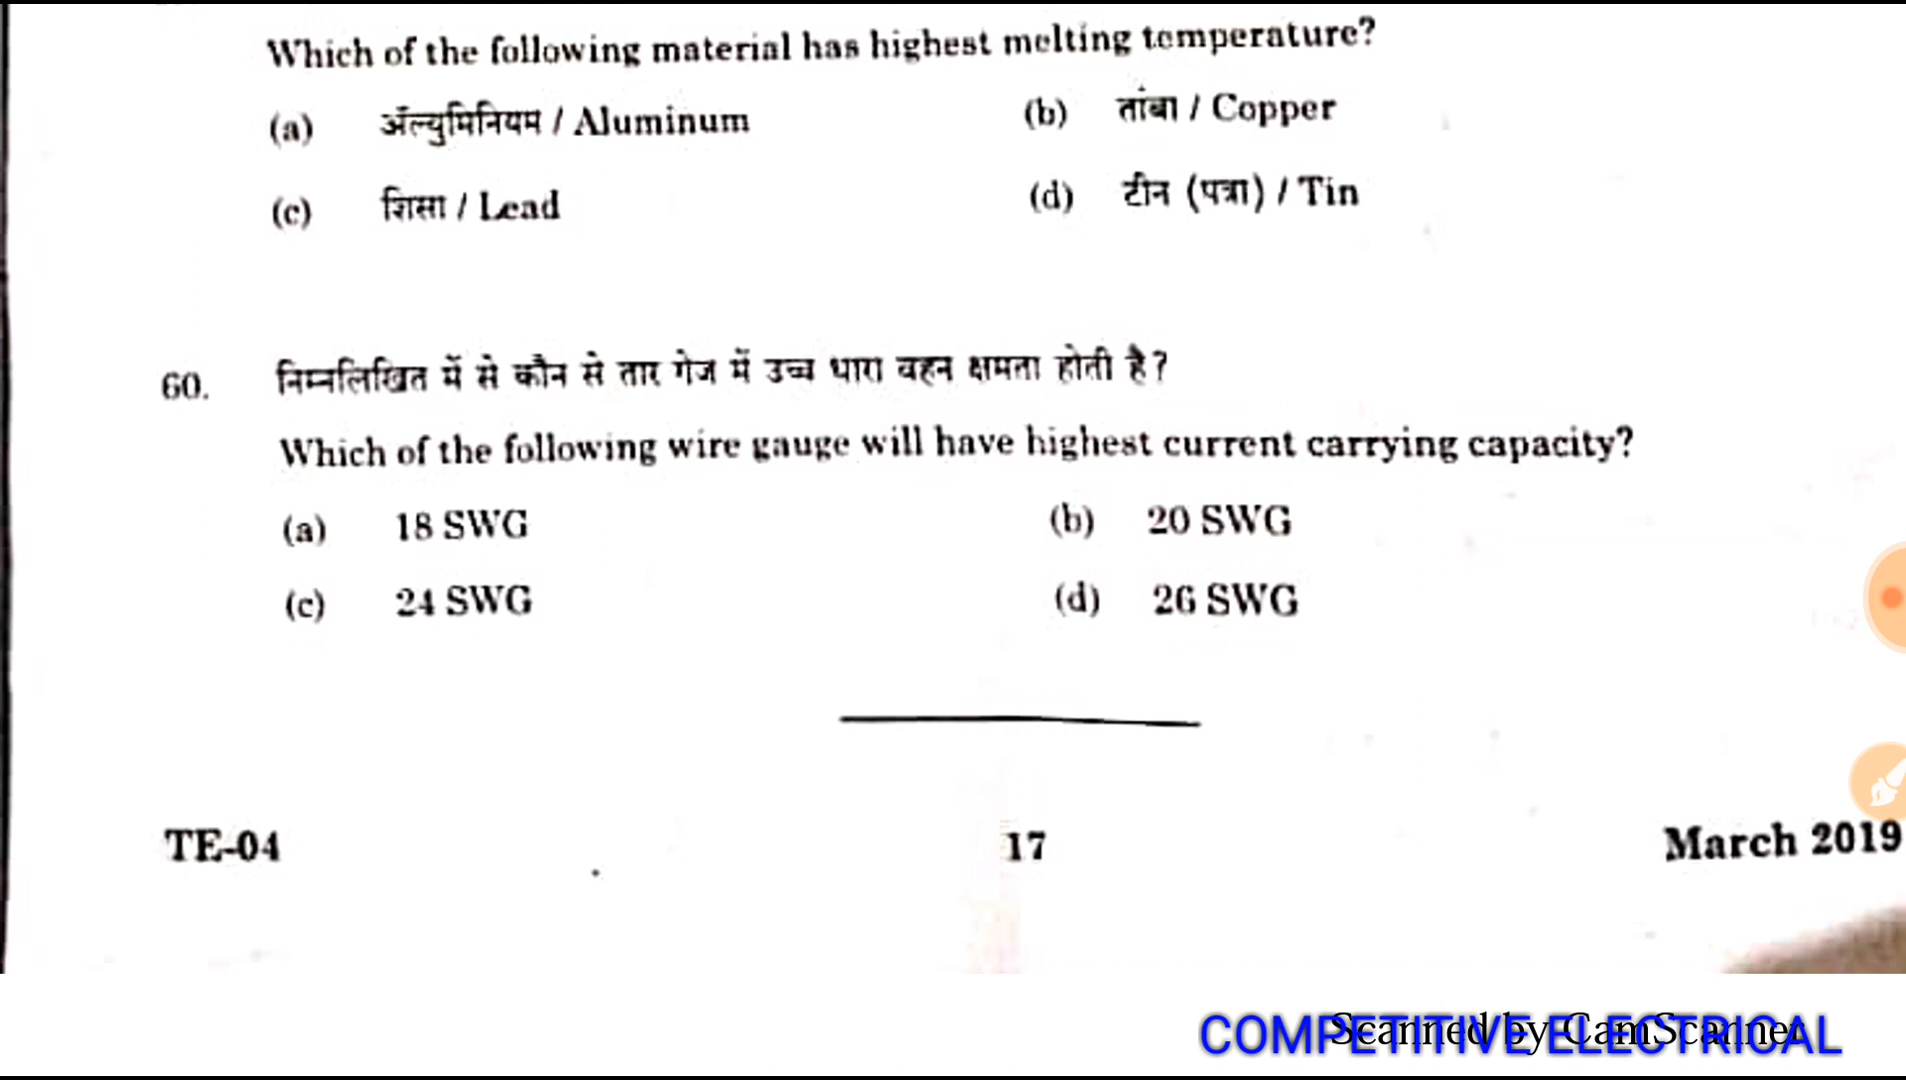 Which of the following material has highest melting temperature?
(a) ॲल्युमिनियम / Aluminum (b) तांबा / Copper
(c) शिसा / Lead (d) टीन (पत्रा) / Tin
60. निम्नलिखित में से कौन से तार गेज में उच्च धारा वहन क्षमता होती है?
Which of the following wire gauge will have highest current carrying capacity?
(a) 18 SWG (b) 20 SWG
(c) 24 SWG (d) 26 SWG
TE-04 17 March 2019
Scanned by CamScanner
COMPETITIVE ELECTRICAL